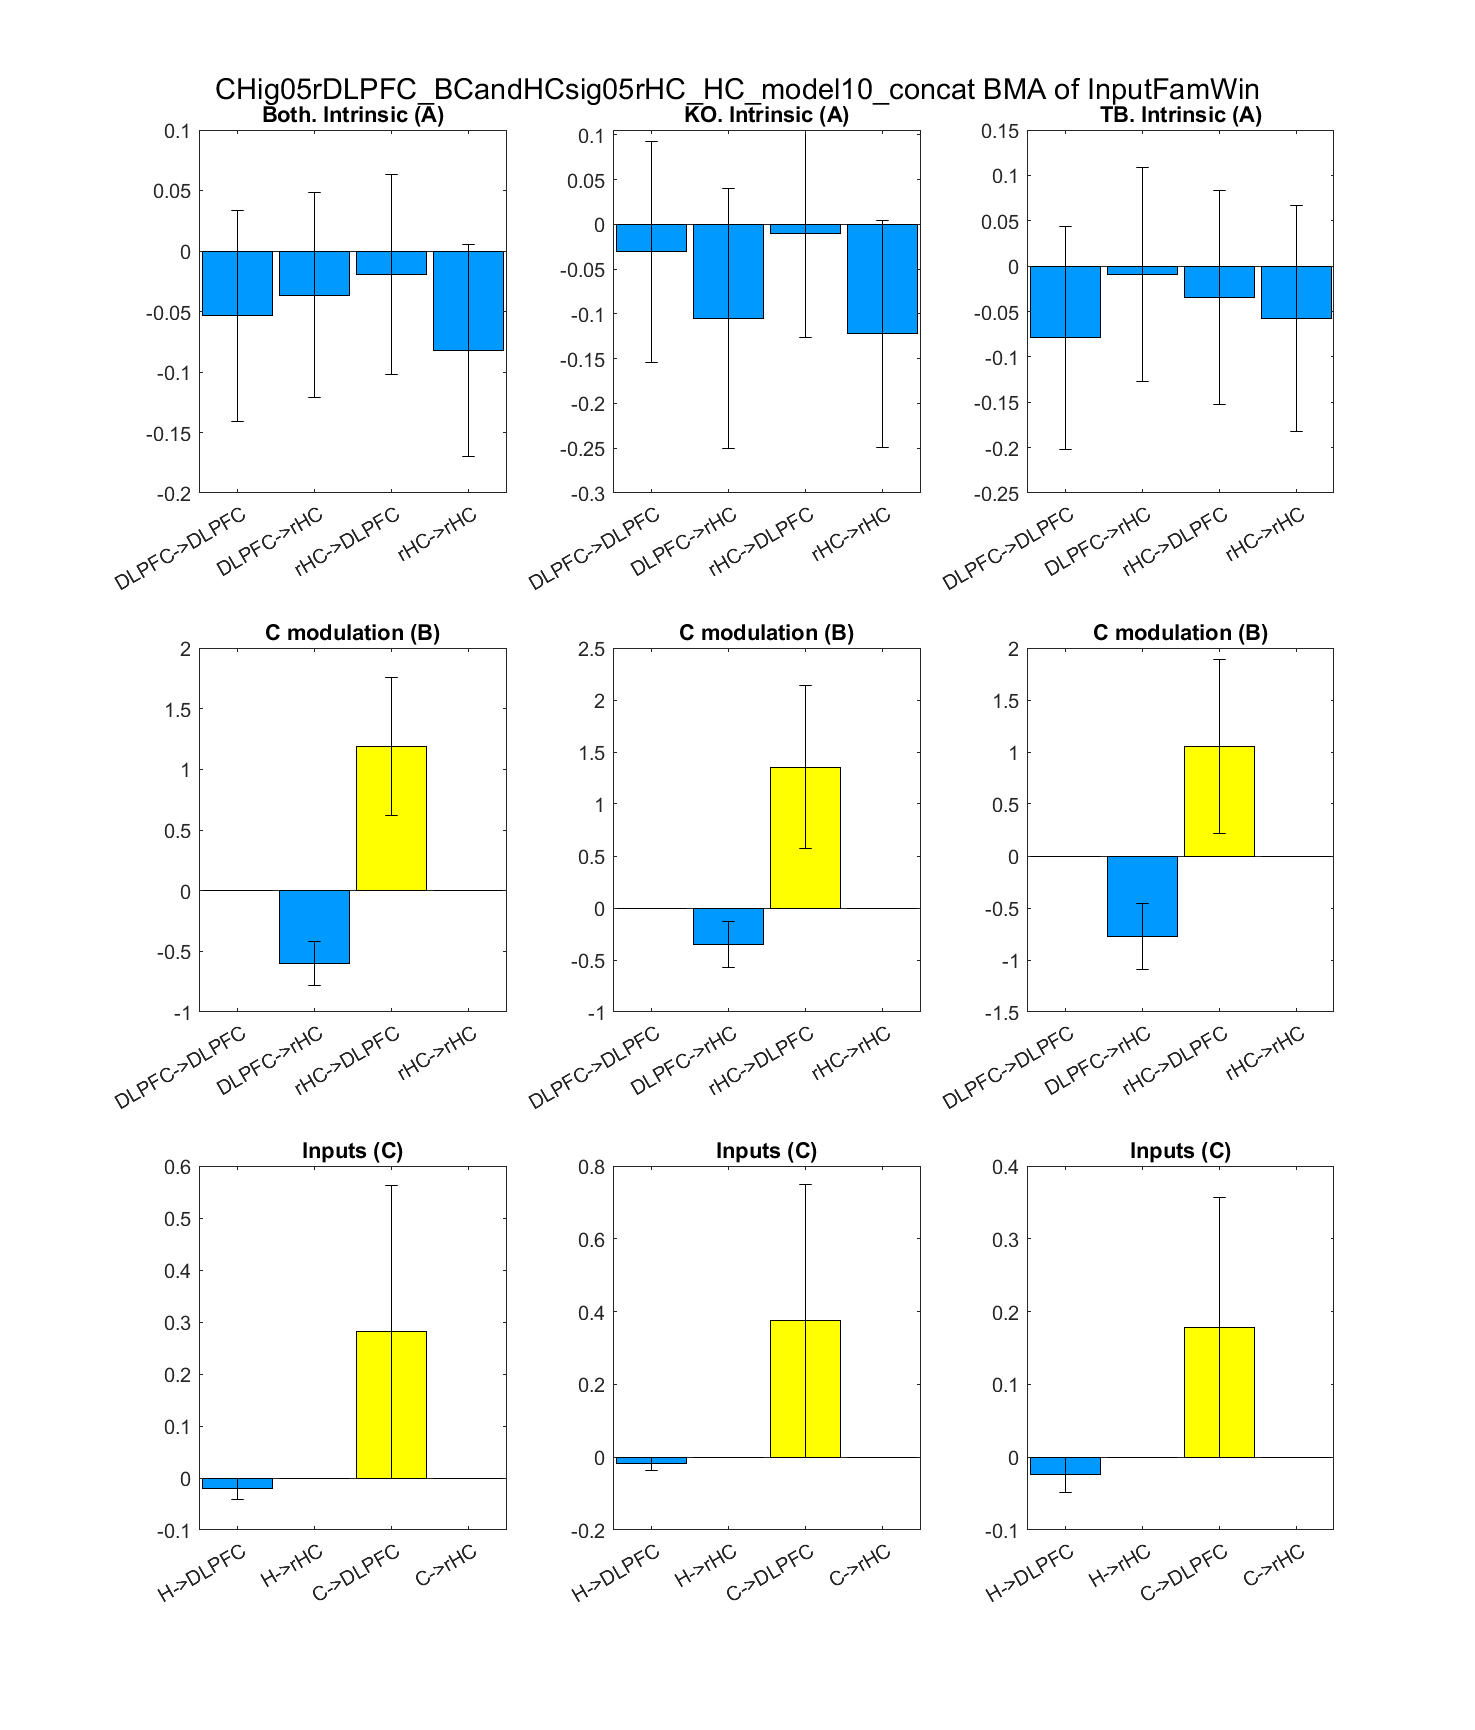 CHig05rDLPFC_BCandHCsig05rHC_HC_model10_concat BMA of InputFamWin
Both. Intrinsic (A)
0.1
0.05
0
-0.05
-0.1
-0.15
-0.2
DLPFC->DLPFC
DLPFC->rHC
rHC->DLPFC
rHC->rHC
KO. Intrinsic (A)
0.1
0.05
0
-0.05
-0.1
-0.15
-0.2
-0.25
-0.3
DLPFC->DLPFC
DLPFC->rHC
rHC->DLPFC
rHC->rHC
TB. Intrinsic (A)
0.15
0.1
0.05
0
-0.05
-0.1
-0.15
-0.2
-0.25
DLPFC->DLPFC
DLPFC->rHC
rHC->DLPFC
rHC->rHC
C modulation (B)
2
1.5
1
0.5
0
-0.5
-1
DLPFC->DLPFC
DLPFC->rHC
rHC->DLPFC
rHC->rHC
C modulation (B)
2.5
2
1.5
1
0.5
0
-0.5
-1
DLPFC->DLPFC
DLPFC->rHC
rHC->DLPFC
rHC->rHC
C modulation (B)
2
1.5
1
0.5
0
-0.5
-1
-1.5
DLPFC->DLPFC
DLPFC->rHC
rHC->DLPFC
rHC->rHC
Inputs (C)
0.6
0.5
0.4
0.3
0.2
0.1
0
-0.1
H->DLPFC
H->rHC
C->DLPFC
C->rHC
Inputs (C)
0.8
0.6
0.4
0.2
0
-0.2
H->DLPFC
H->rHC
C->DLPFC
C->rHC
Inputs (C)
0.4
0.3
0.2
0.1
0
-0.1
H->DLPFC
H->rHC
C->DLPFC
C->rHC